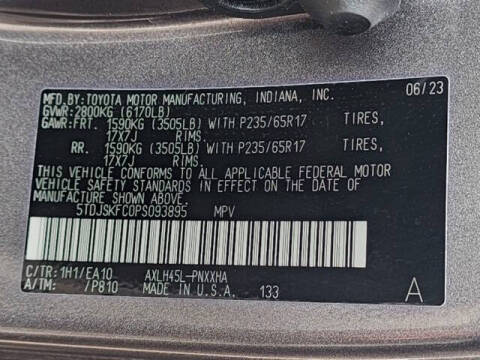 MFD.BY:TOYOTA MOTOR MANUFACTURING, INDIANA, INC. 06/23
GVWR:2800KG (6170LB)
GAWR:FRT. 1590KG (3505LB) WITH P235/65R17 TIRES,
17X7J RIMS.
RR. 1590KG (3505LB) WITH P235/65R17 TIRES,
17X7J RIMS.
THIS VEHICLE CONFORMS TO ALL APPLICABLE FEDERAL MOTOR
VEHICLE SAFETY STANDARDS IN EFFECT ON THE DATE OF
MANUFACTURE SHOWN ABOVE.
5TDJSKFC0PS093895 MPV
C/TR:1H1/EA10 AXLH45L-PNXXHA
A/TM: /P810 MADE IN U.S.A. 133 A